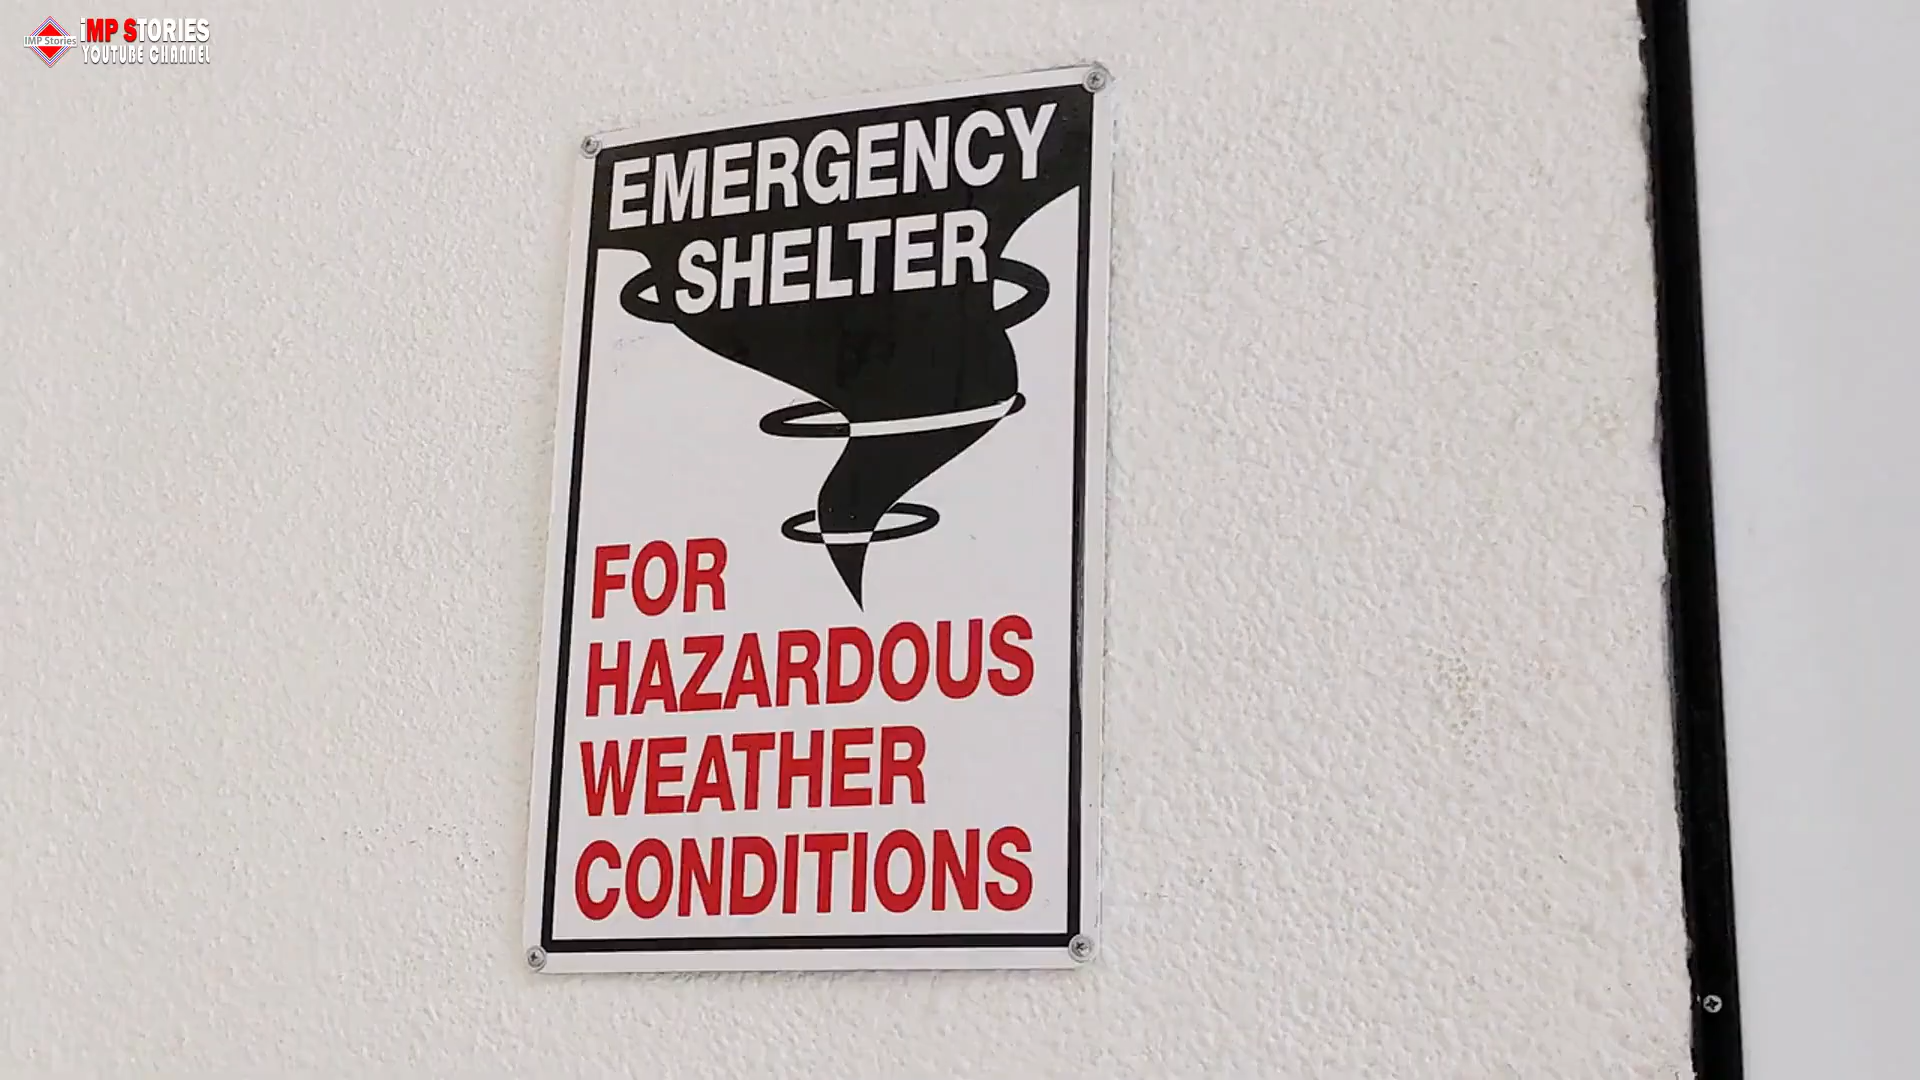 IMP Stories
iMP STORIES
YOUTUBE CHANNEL
EMERGENCY
SHELTER
FOR
HAZARDOUS
WEATHER
CONDITIONS